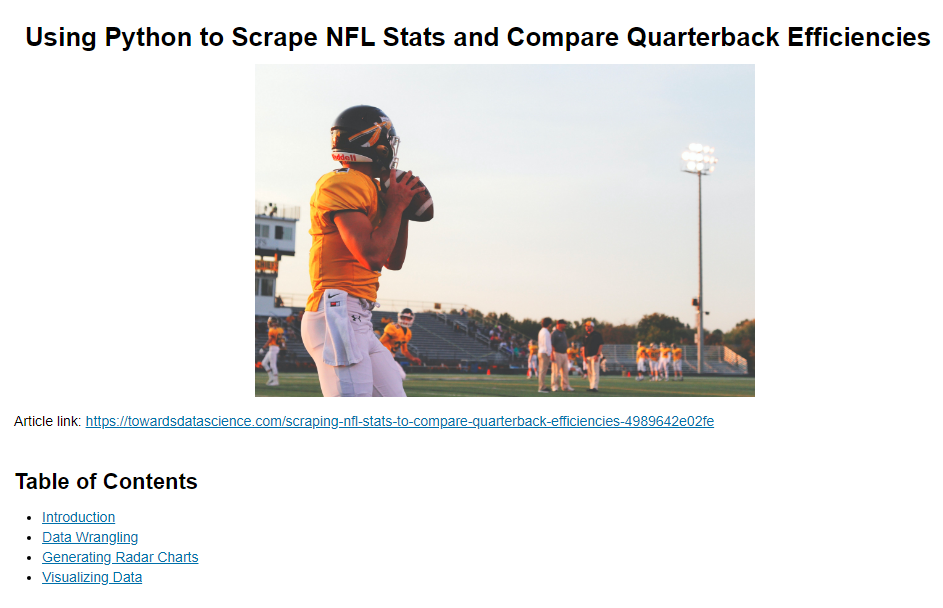 Using Python to Scrape NFL Stats and Compare Quarterback Efficiencies
Riddell
Article link: https://towardsdatascience.com/scraping-nfl-stats-to-compare-quarterback-efficiencies-4989642e02fe
Table of Contents
Introduction
Data Wrangling
Generating Radar Charts
Visualizing Data